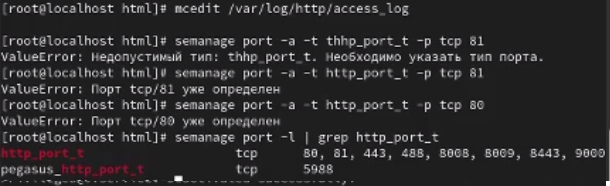 [root@localhost html]# mcedit /var/log/http/access_log
[root@localhost html]# semanage port -a -t thhp_port_t -p tcp 81
ValueError: Недопустимый тип: thhp_port_t. Необходимо указать тип порта.
[root@localhost html]# semanage port -a -t http_port_t -p tcp 81
ValueError: Порт tcp/81 уже определен
[root@localhost html]# semanage port -a -t http_port_t -p tcp 80
ValueError: Порт tcp/80 уже определен
[root@localhost html]# semanage port -l | grep http_port_t
http_port_t tcp 80, 81, 443, 488, 8008, 8009, 8443, 9000
pegasus_http_port_t tcp 5988